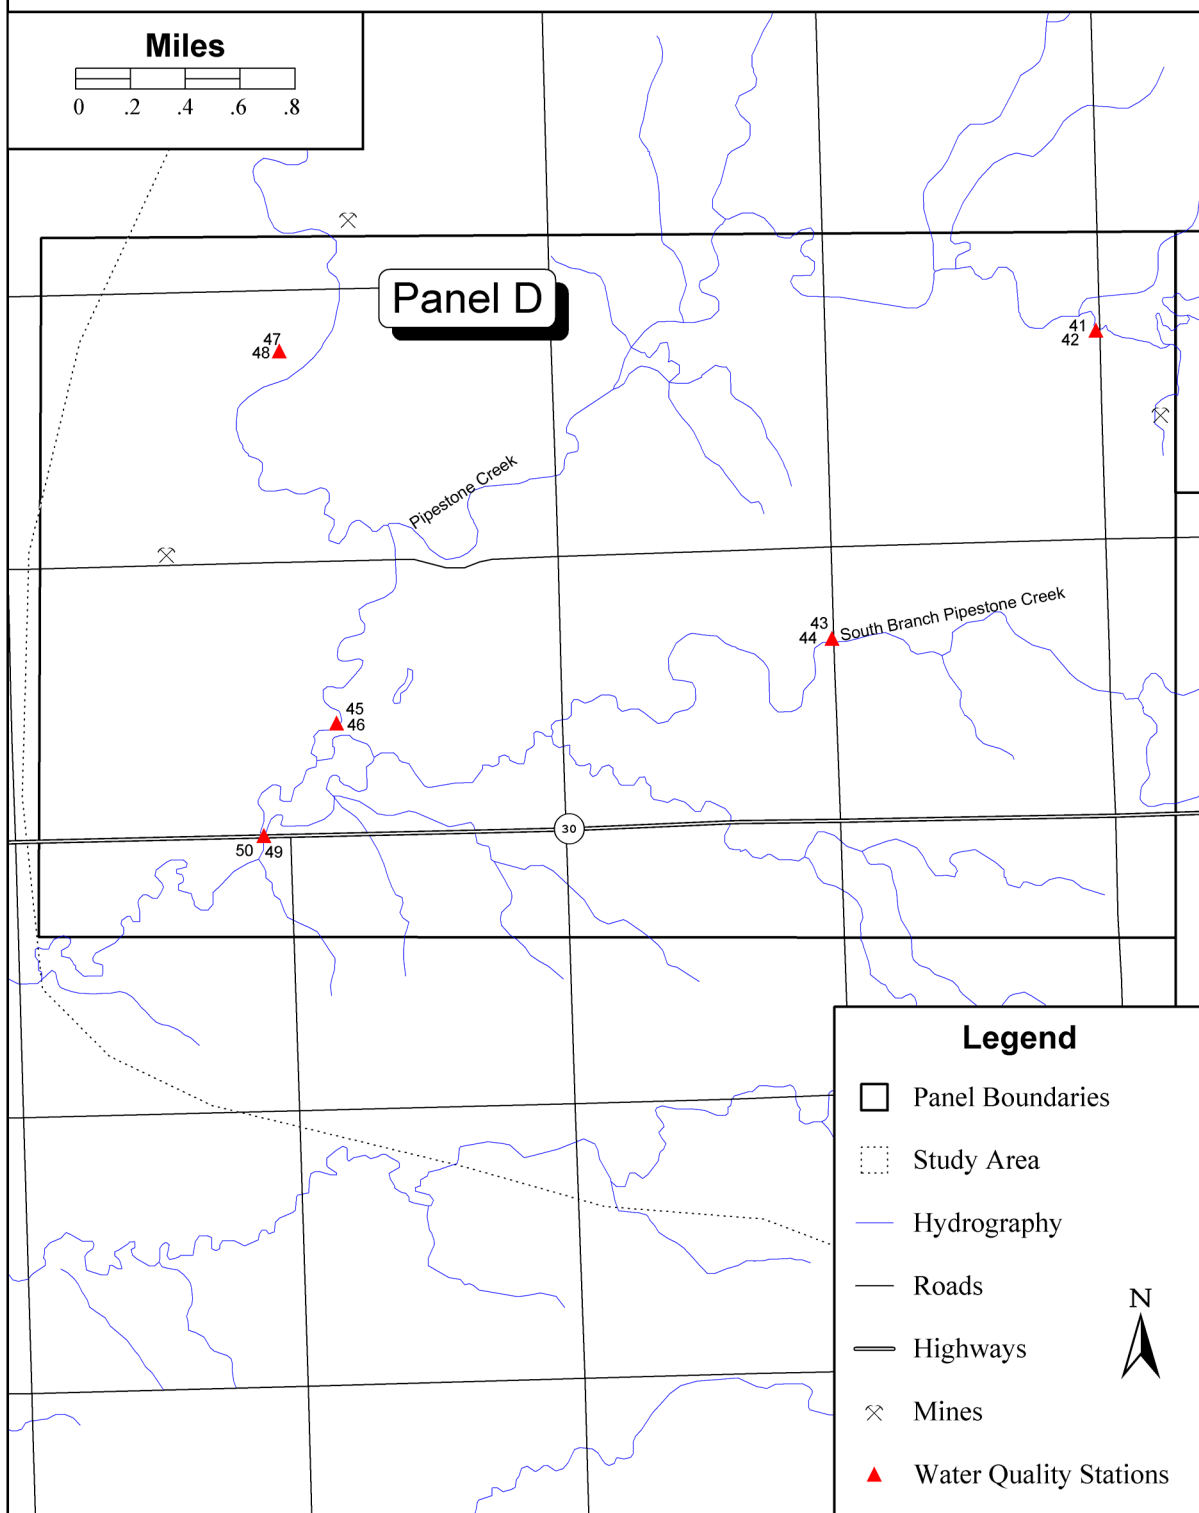 Miles
0 .2 .4 .6 .8
Panel D
47
48
41
42
Pipestone Creek
43
44
South Branch Pipestone Creek
45
46
30
50 49
Legend
Panel Boundaries
Study Area
Hydrography
Roads
Highways
Mines
Water Quality Stations
N